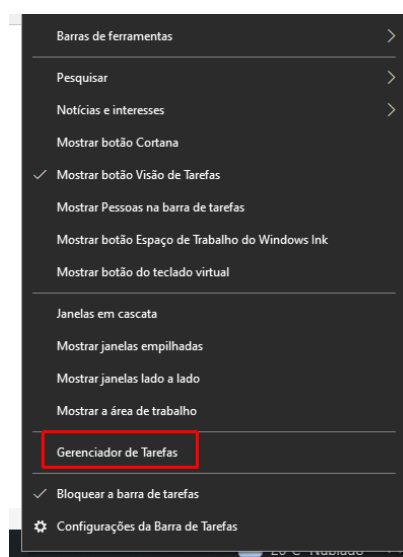 Barras de ferramentas
Pesquisar
Notícias e interesses
Mostrar botão Cortana
Mostrar botão Visão de Tarefas
Mostrar Pessoas na barra de tarefas
Mostrar botão Espaço de Trabalho do Windows Ink
Mostrar botão do teclado virtual
Janelas em cascata
Mostrar janelas empilhadas
Mostrar janelas lado a lado
Mostrar a área de trabalho
Gerenciador de Tarefas
Bloquear a barra de tarefas
Configurações da Barra de Tarefas